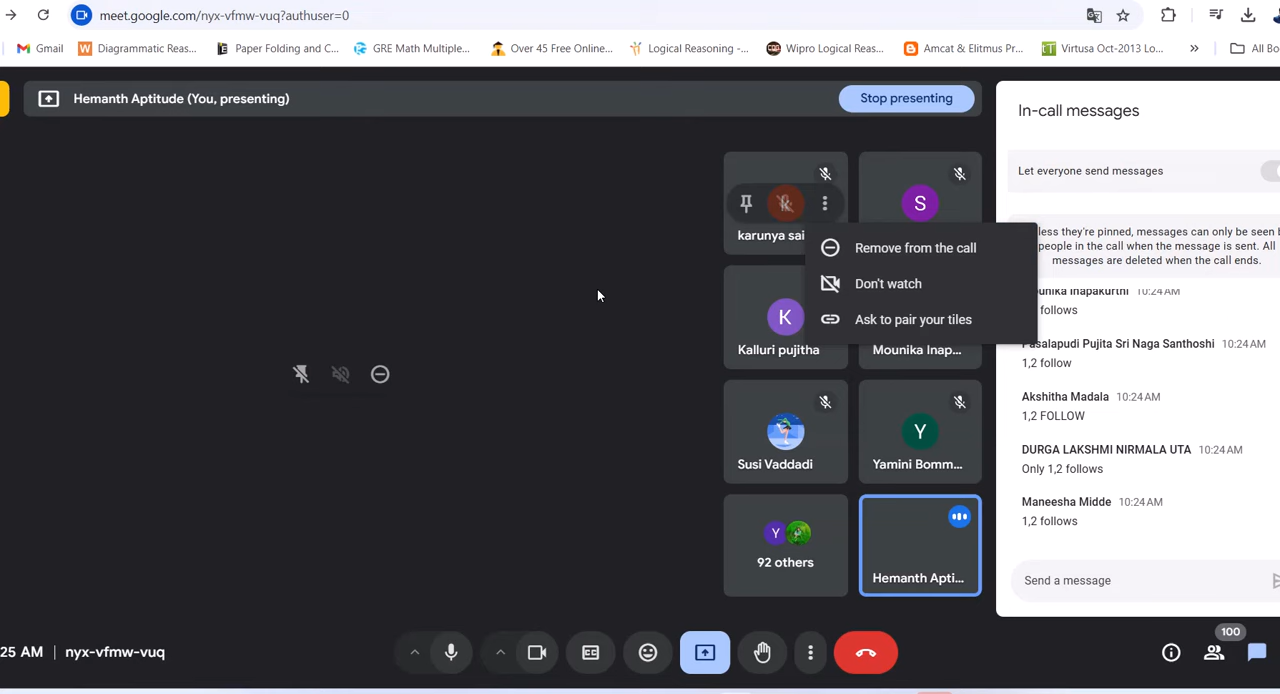 meet.google.com/nyx-vfmw-vuq?authuser=0
Gmail
Diagrammatic Reas...
Paper Folding and C...
GRE Math Multiple...
Over 45 Free Online...
Logical Reasoning -...
Wipro Logical Reas...
Amcat & Elitmus Pr...
Virtusa Oct-2013 Lo...
All Bo
Hemanth Aptitude (You, presenting)
Stop presenting
In-call messages
Let everyone send messages
less they're pinned, messages can only be seen b
people in the call when the message is sent. All
messages are deleted when the call ends.
karunya sai
S
Remove from the call
Don't watch
Ask to pair your tiles
K
Kalluri pujitha
Mounika Inap...
ounika Inapakurthi 10:24 AM
follows
Pasalapudi Pujita Sri Naga Santhoshi 10:24 AM
1,2 follow
Akshitha Madala 10:24 AM
1,2 FOLLOW
DURGA LAKSHMI NIRMALA UTA 10:24 AM
Only 1,2 follows
Maneesha Midde 10:24 AM
1,2 follows
Susi Vaddadi
Y
Yamini Bomm...
Y
92 others
Hemanth Apti...
Send a message
25 AM | nyx-vfmw-vuq
100